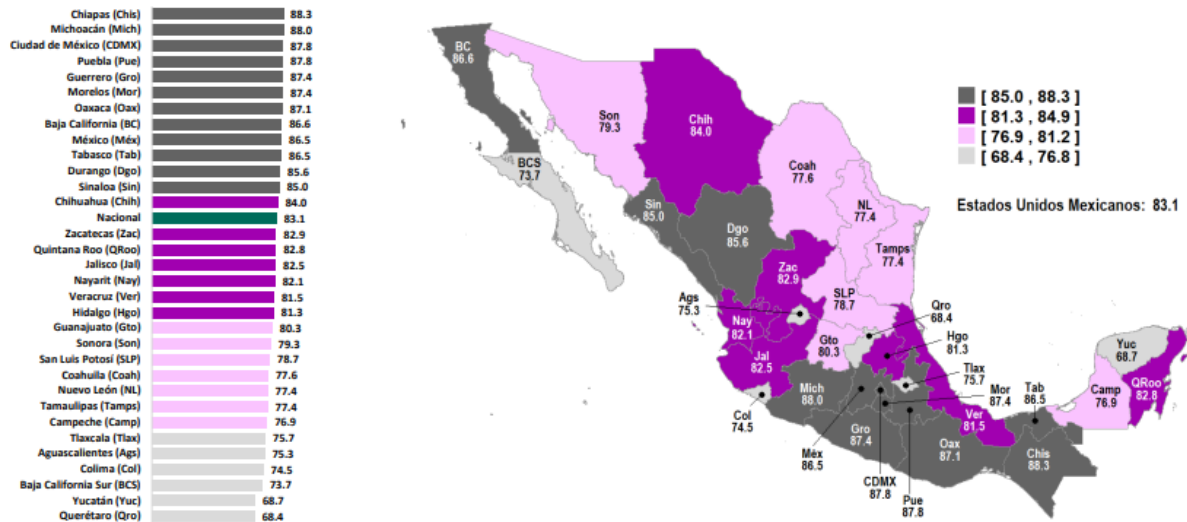 Chiapas (Chis) 88.3
Michoacán (Mich) 88.0
Ciudad de México (CDMX) 87.8
Puebla (Pue) 87.8
Guerrero (Gro) 87.4
Morelos (Mor) 87.4
Oaxaca (Oax) 87.1
Baja California (BC) 86.6
México (Méx) 86.5
Tabasco (Tab) 86.5
Durango (Dgo) 85.6
Sinaloa (Sin) 85.0
Chihuahua (Chih) 84.0
Nacional 83.1
Zacatecas (Zac) 82.9
Quintana Roo (QRoo) 82.8
Jalisco (Jal) 82.5
Nayarit (Nay) 82.1
Veracruz (Ver) 81.5
Hidalgo (Hgo) 81.3
Guanajuato (Gto) 80.3
Sonora (Son) 79.3
San Luis Potosí (SLP) 78.7
Coahuila (Coah) 77.6
Nuevo León (NL) 77.4
Tamaulipas (Tamps) 77.4
Campeche (Camp) 76.9
Tlaxcala (Tlax) 75.7
Aguascalientes (Ags) 75.3
Colima (Col) 74.5
Baja California Sur (BCS) 73.7
Yucatán (Yuc) 68.7
Querétaro (Qro) 68.4
BC
86.6
Son
79.3
Chih
84.0
BCS
73.7
Coah
77.6
NL
77.4
Sin
85.0
Dgo
85.6
Tamps
77.4
Zac
82.9
SLP
78.7
Ags
75.3
Qro
68.4
Nay
82.1
Gto
80.3
Hgo
81.3
Yuc
68.7
Jal
82.5
Tlax
75.7
Camp
76.9
QRoo
82.8
Mich
88.0
Mor
87.4
Tab
86.5
Col
74.5
Ver
81.5
Gro
87.4
Oax
87.1
Chis
88.3
Méx
86.5
CDMX
87.8
Pue
87.8
[ 85.0 , 88.3 ]
[ 81.3 , 84.9 ]
[ 76.9 , 81.2 ]
[ 68.4 , 76.8 ]
Estados Unidos Mexicanos: 83.1